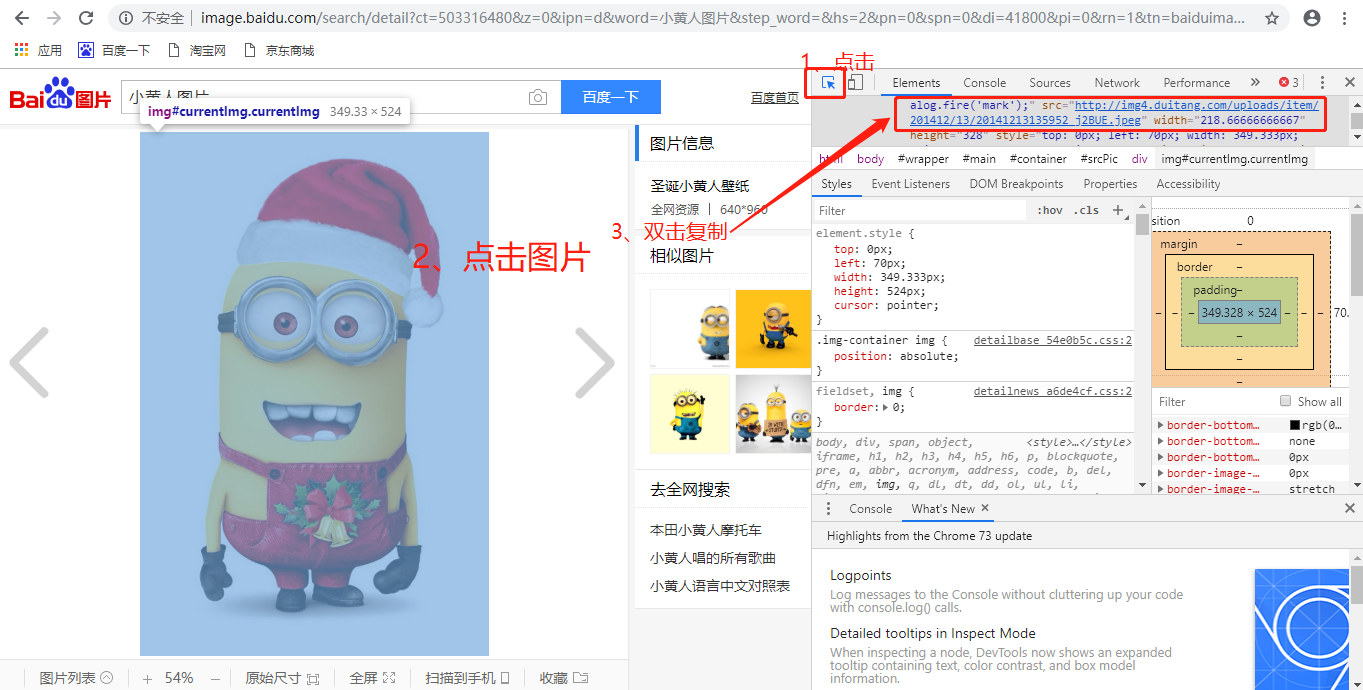 不安全 image.baidu.com/search/detail?ct=503316480&z=0&ipn=d&word=小黄人图片&step_word=&hs=2&pn=0&spn=0&di=41800&pi=0&rn=1&tn=baiduima...
应用 百度一下 淘宝网 京东商城
1、点击
Bai du 图片
小黄人图片
百度一下
百度首页
img#currentImg.currentImg 349.33 × 524
2、点击图片
3、双击复制
图片信息
圣诞小黄人壁纸
全网资源 | 640*960
相似图片
去全网搜索
本田小黄人摩托车
小黄人唱的所有歌曲
小黄人语言中文对照表
图片列表 + 54% − 原始尺寸 全屏 扫描到手机 收藏
Elements Console Sources Network Performance » 3
alog.fire('mark');" src="http://img4.duitang.com/uploads/item/
201412/13/20141213135952_j2BUE.jpeg" width="218.66666666667"
height="328" style="top: 0px; left: 70px; width: 349.333px;
html body #wrapper #main #container #srcPic div img#currentImg.currentImg
Styles Event Listeners DOM Breakpoints Properties Accessibility
Filter :hov .cls +
element.style {
top: 0px;
left: 70px;
width: 349.333px;
height: 524px;
cursor: pointer;
}
.img-container img { detailbase_54e0b5c.css:2
position: absolute;
}
fieldset, img { detailnews_a6de4cf.css:2
border: 0;
}
body, div, span, object, <style>…</style>
iframe, h1, h2, h3, h4, h5, h6, p, blockquote,
pre, a, abbr, acronym, address, code, b, del,
dfn, em, img, q, dl, dt, dd, ol, ul, li,
sition 0
margin –
border –
padding –
– – – 349.328 × 524 – – – 70.
–
–
–
Filter Show all
border-bottom… rgb(0…
border-bottom… none
border-bottom… 0px
border-image-… 0px
border-image-… stretch
Console What's New ×
Highlights from the Chrome 73 update
Logpoints
Log messages to the Console without cluttering up your code
with console.log() calls.
Detailed tooltips in Inspect Mode
When inspecting a node, DevTools now shows an expanded
tooltip containing text, color contrast, and box model
information.